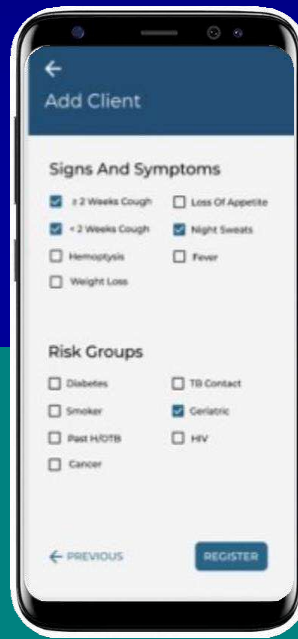 Add Client
Signs And Symptoms
≥ 2 Weeks Cough
Loss Of Appetite
< 2 Weeks Cough
Night Sweats
Hemoptysis
Fever
Weight Loss
Risk Groups
Diabetes
TB Contact
Smoker
Geriatric
Past H/OTB
HIV
Cancer
← PREVIOUS
REGISTER